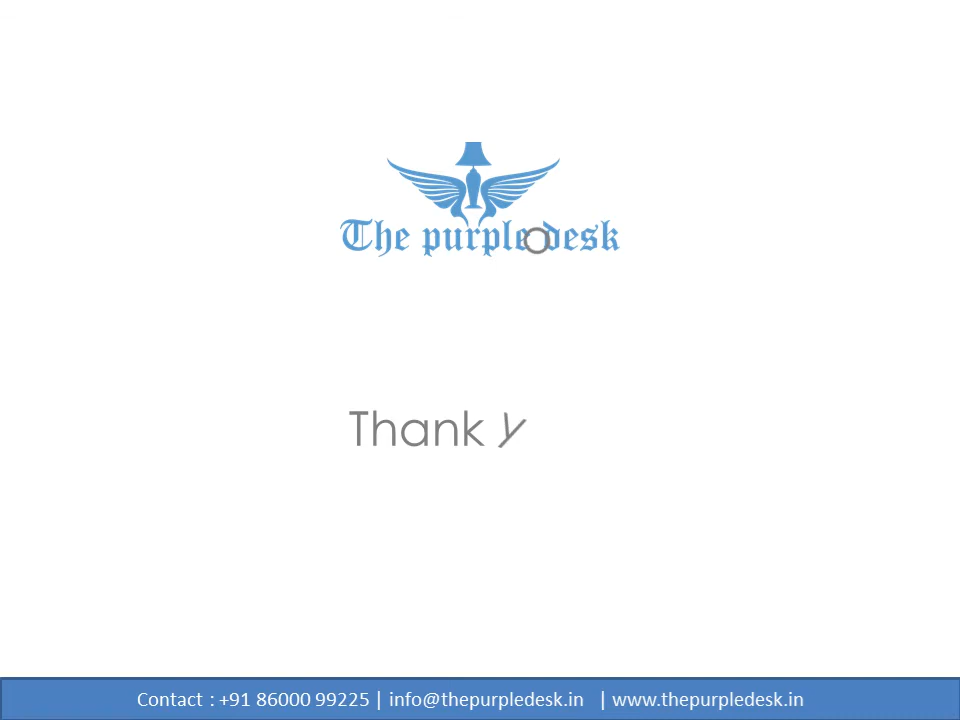 The purple desk
o
Thank y
Contact : +91 86000 99225 | info@thepurpledesk.in | www.thepurpledesk.in